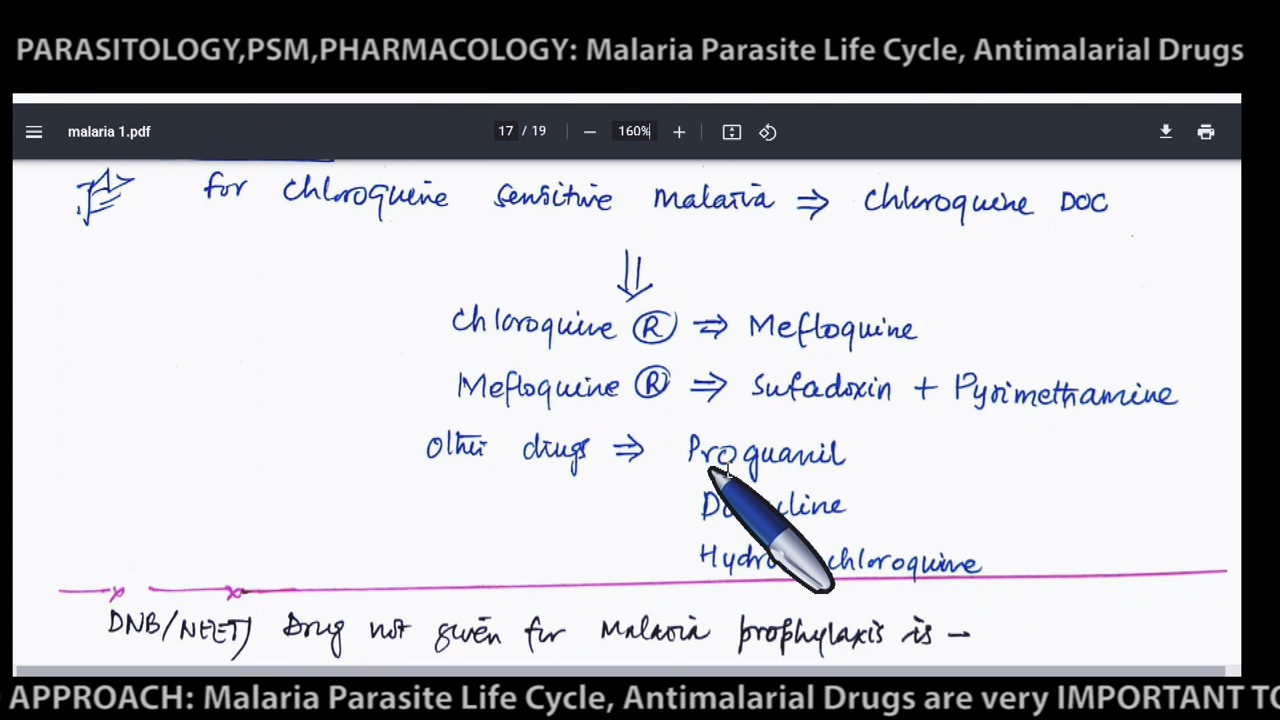 PARASITOLOGY,PSM,PHARMACOLOGY: Malaria Parasite Life Cycle, Antimalarial Drugs
malaria 1.pdf
17 / 19
160%
for chloroquine sensitive malaria ⇒ chloroquine DOC
chloroquine Ⓡ ⇒ Mefloquine
Mefloquine Ⓡ ⇒ Sufadoxin + Pyrimethamine
other drugs ⇒ Proguanil
chloroquine
DNB/NEET) Drug not given for Malaria prophylaxis is –
APPROACH: Malaria Parasite Life Cycle, Antimalarial Drugs are very IMPORTANT TO